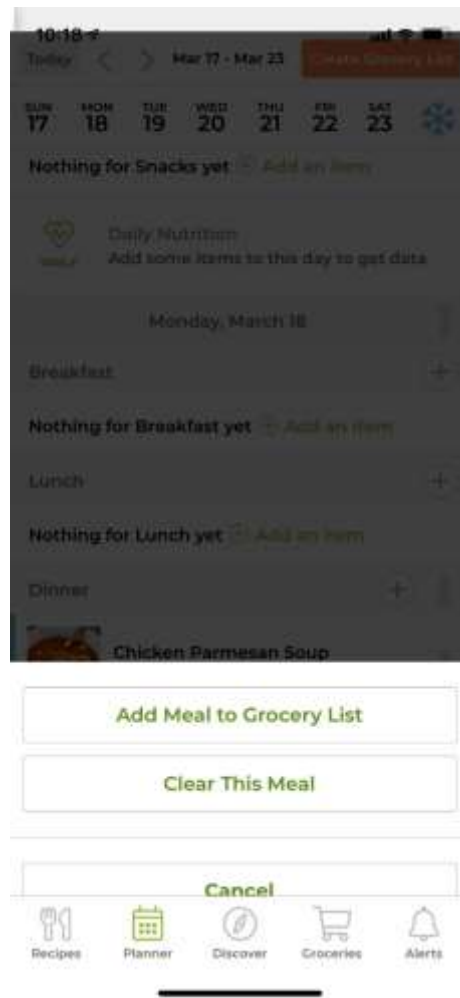 10:18
Today Mar 17 - Mar 23 Create Grocery List
SUN MON TUE WED THU FRI SAT
17 18 19 20 21 22 23
Nothing for Snacks yet + Add an item
Daily Nutrition
Add some items to this day to get data
Monday, March 18
Breakfast +
Nothing for Breakfast yet + Add an item
Lunch +
Nothing for Lunch yet + Add an item
Dinner +
Chicken Parmesan Soup
Add Meal to Grocery List
Clear This Meal
Cancel
Recipes Planner Discover Groceries Alerts